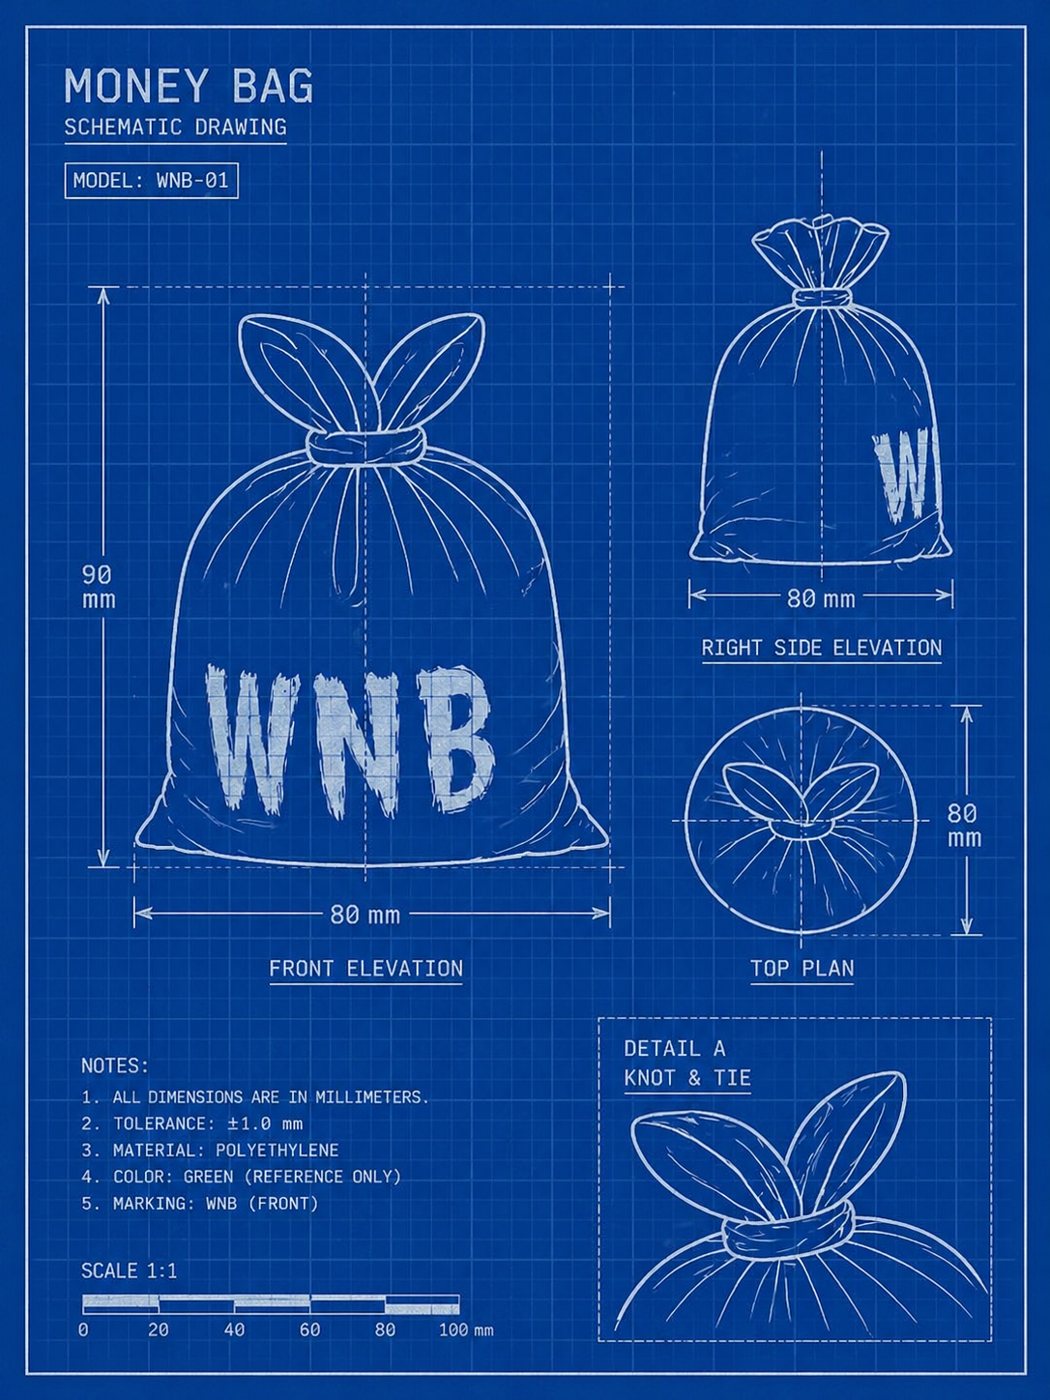 MONEY BAG
SCHEMATIC DRAWING
MODEL: WNB-01
90
mm
WNB
80 mm
FRONT ELEVATION
W
80 mm
RIGHT SIDE ELEVATION
80
mm
TOP PLAN
NOTES:
1. ALL DIMENSIONS ARE IN MILLIMETERS.
2. TOLERANCE: ±1.0 mm
3. MATERIAL: POLYETHYLENE
4. COLOR: GREEN (REFERENCE ONLY)
5. MARKING: WNB (FRONT)
SCALE 1:1
0 20 40 60 80 100 mm
DETAIL A
KNOT & TIE